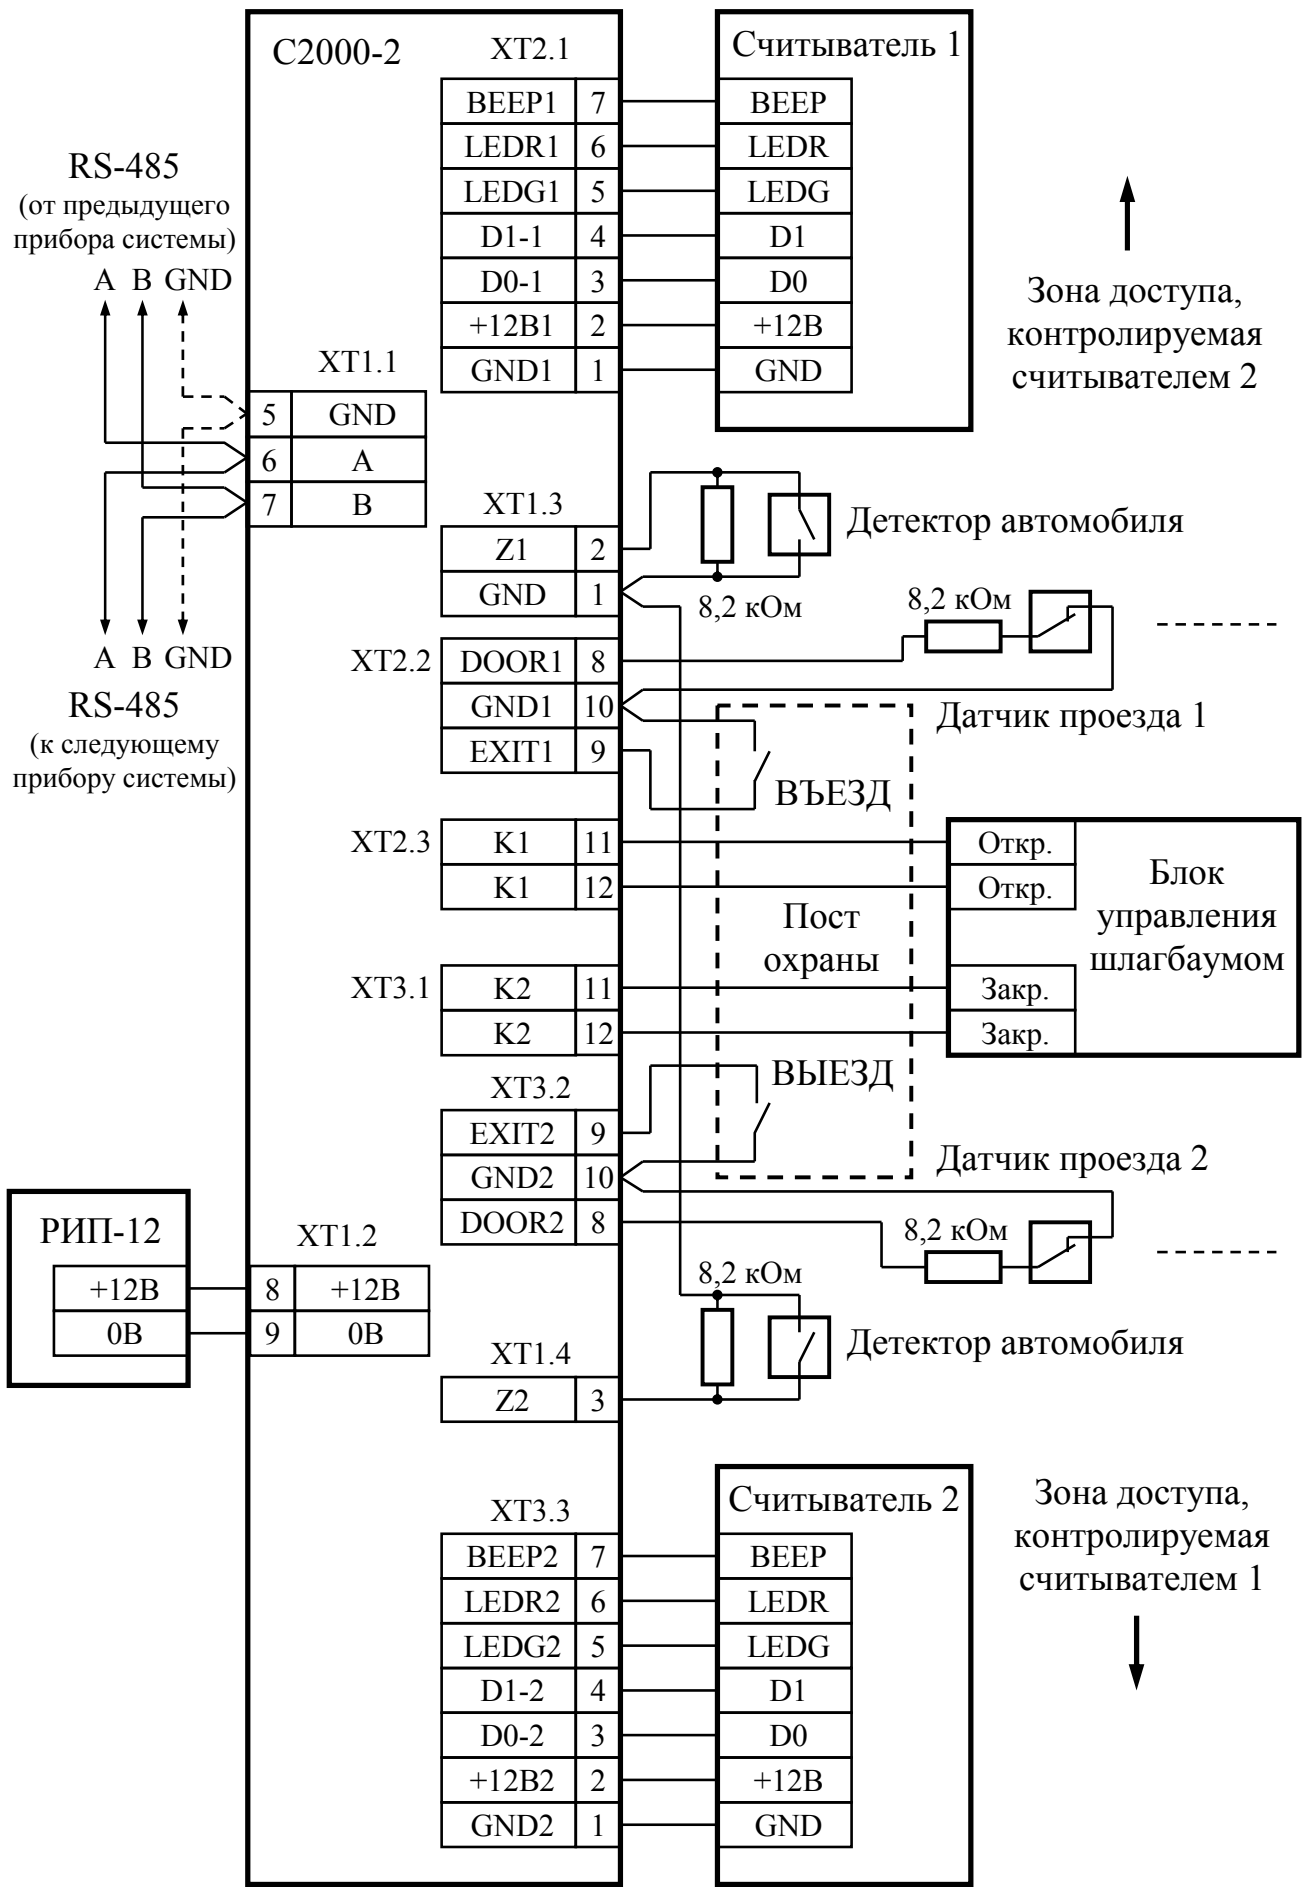 С2000-2
XT2.1
Считыватель 1
BEEP1 7 BEEP
LEDR1 6 LEDR
LEDG1 5 LEDG
D1-1 4 D1
D0-1 3 D0
+12В1 2 +12В
GND1 1 GND
RS-485
(от предыдущего
прибора системы)
A B GND
Зона доступа,
контролируемая
считывателем 2
XT1.1
5 GND
6 A
7 B
XT1.3
Z1 2
GND 1
Детектор автомобиля
8,2 кОм
8,2 кОм
A B GND
RS-485
(к следующему
прибору системы)
XT2.2
DOOR1 8
GND1 10
EXIT1 9
Датчик проезда 1
ВЪЕЗД
XT2.3
K1 11 Откр.
K1 12 Откр.
Блок
управления
шлагбаумом
Пост
охраны
XT3.1
K2 11 Закр.
K2 12 Закр.
ВЫЕЗД
XT3.2
EXIT2 9
GND2 10
DOOR2 8
Датчик проезда 2
8,2 кОм
РИП-12
+12В
0В
XT1.2
8 +12В
9 0В
8,2 кОм
Детектор автомобиля
XT1.4
Z2 3
Считыватель 2
Зона доступа,
контролируемая
считывателем 1
XT3.3
BEEP2 7 BEEP
LEDR2 6 LEDR
LEDG2 5 LEDG
D1-2 4 D1
D0-2 3 D0
+12В2 2 +12В
GND2 1 GND